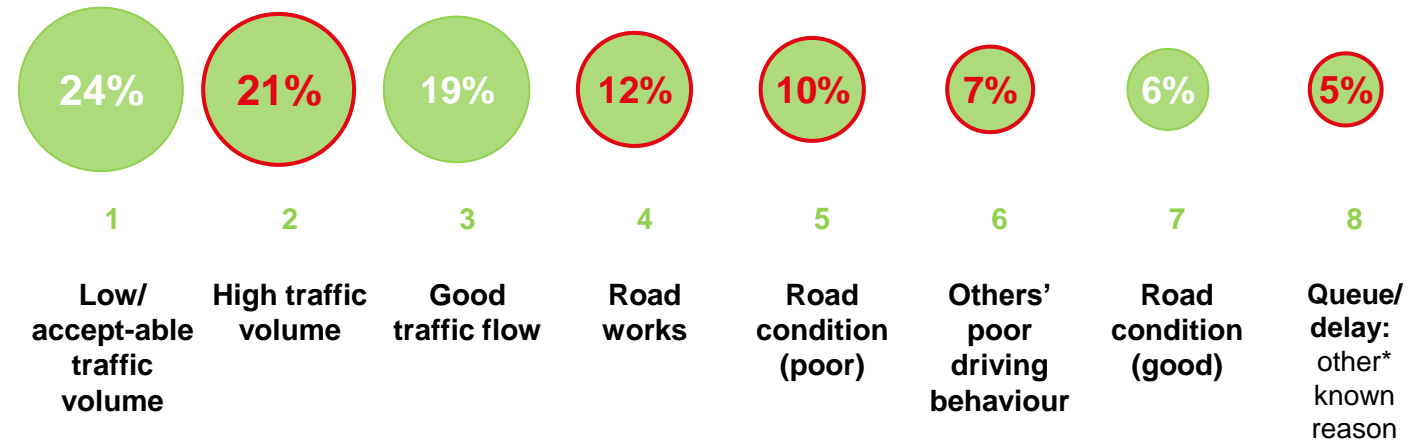 24%
21%
19%
12%
10%
7%
6%
5%
1
2
3
4
5
6
7
8
Low/
accept-able
traffic
volume
High traffic
volume
Good
traffic flow
Road
works
Road
condition
(poor)
Others’
poor
driving
behaviour
Road
condition
(good)
Queue/
delay:
other*
known
reason